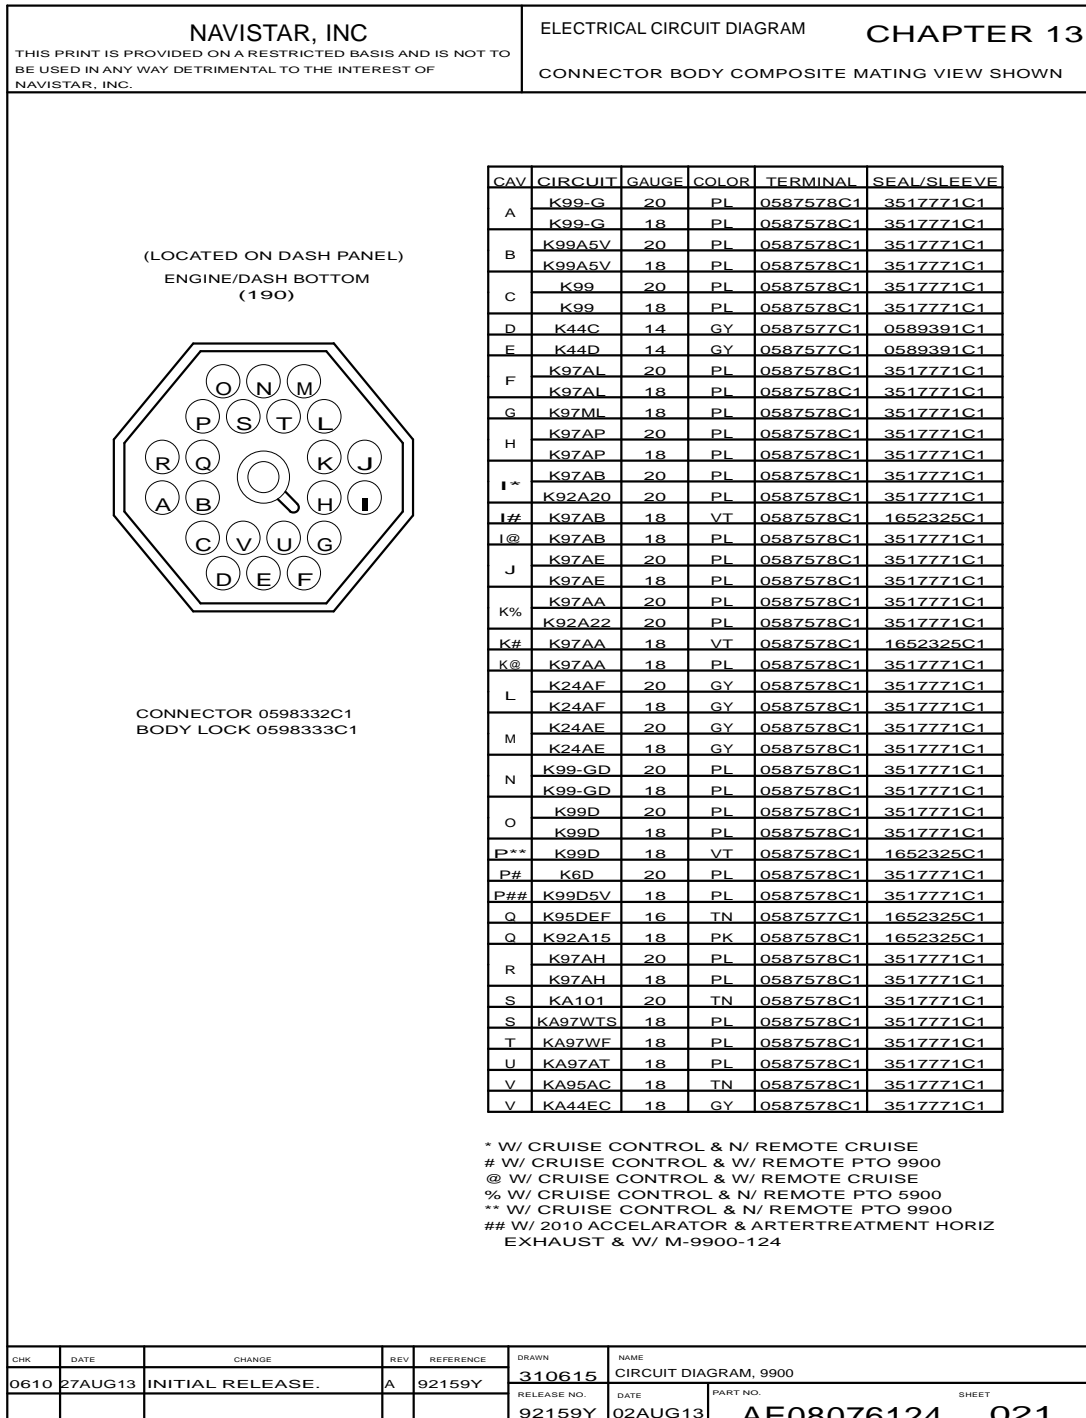 NAVISTAR, INC
THIS PRINT IS PROVIDED ON A RESTRICTED BASIS AND IS NOT TO
BE USED IN ANY WAY DETRIMENTAL TO THE INTEREST OF
NAVISTAR, INC.
ELECTRICAL CIRCUIT DIAGRAM CHAPTER 13
CONNECTOR BODY COMPOSITE MATING VIEW SHOWN
(LOCATED ON DASH PANEL)
ENGINE/DASH BOTTOM
(190)
O N M
P S T L
R Q K J
A B H I
C V U G
D E F
CONNECTOR 0598332C1
BODY LOCK 0598333C1
CAV CIRCUIT GAUGE COLOR TERMINAL SEAL/SLEEVE
A K99-G 20 PL 0587578C1 3517771C1
K99-G 18 PL 0587578C1 3517771C1
B K99A5V 20 PL 0587578C1 3517771C1
K99A5V 18 PL 0587578C1 3517771C1
C K99 20 PL 0587578C1 3517771C1
K99 18 PL 0587578C1 3517771C1
D K44C 14 GY 0587577C1 0589391C1
E K44D 14 GY 0587577C1 0589391C1
F K97AL 20 PL 0587578C1 3517771C1
K97AL 18 PL 0587578C1 3517771C1
G K97ML 18 PL 0587578C1 3517771C1
H K97AP 20 PL 0587578C1 3517771C1
K97AP 18 PL 0587578C1 3517771C1
I* K97AB 20 PL 0587578C1 3517771C1
K92A20 20 PL 0587578C1 3517771C1
I# K97AB 18 VT 0587578C1 1652325C1
I@ K97AB 18 PL 0587578C1 3517771C1
J K97AE 20 PL 0587578C1 3517771C1
K97AE 18 PL 0587578C1 3517771C1
K% K97AA 20 PL 0587578C1 3517771C1
K92A22 20 PL 0587578C1 3517771C1
K# K97AA 18 VT 0587578C1 1652325C1
K@ K97AA 18 PL 0587578C1 3517771C1
L K24AF 20 GY 0587578C1 3517771C1
K24AF 18 GY 0587578C1 3517771C1
M K24AE 20 GY 0587578C1 3517771C1
K24AE 18 GY 0587578C1 3517771C1
N K99-GD 20 PL 0587578C1 3517771C1
K99-GD 18 PL 0587578C1 3517771C1
O K99D 20 PL 0587578C1 3517771C1
K99D 18 PL 0587578C1 3517771C1
P** K99D 18 VT 0587578C1 1652325C1
P# K6D 20 PL 0587578C1 3517771C1
P## K99D5V 18 PL 0587578C1 3517771C1
Q K95DEF 16 TN 0587577C1 1652325C1
Q K92A15 18 PK 0587578C1 1652325C1
R K97AH 20 PL 0587578C1 3517771C1
K97AH 18 PL 0587578C1 3517771C1
S KA101 20 TN 0587578C1 3517771C1
S KA97WTS 18 PL 0587578C1 3517771C1
T KA97WF 18 PL 0587578C1 3517771C1
U KA97AT 18 PL 0587578C1 3517771C1
V KA95AC 18 TN 0587578C1 3517771C1
V KA44EC 18 GY 0587578C1 3517771C1
* W/ CRUISE CONTROL & N/ REMOTE CRUISE
# W/ CRUISE CONTROL & W/ REMOTE PTO 9900
@ W/ CRUISE CONTROL & W/ REMOTE CRUISE
% W/ CRUISE CONTROL & N/ REMOTE PTO 5900
** W/ CRUISE CONTROL & N/ REMOTE PTO 9900
## W/ 2010 ACCELARATOR & ARTERTREATMENT HORIZ
EXHAUST & W/ M-9900-124
CHK DATE CHANGE REV REFERENCE DRAWN NAME
0610 27AUG13 INITIAL RELEASE. A 92159Y 310615 CIRCUIT DIAGRAM, 9900
RELEASE NO. DATE PART NO. SHEET
92159Y 02AUG13 AE08076124 021